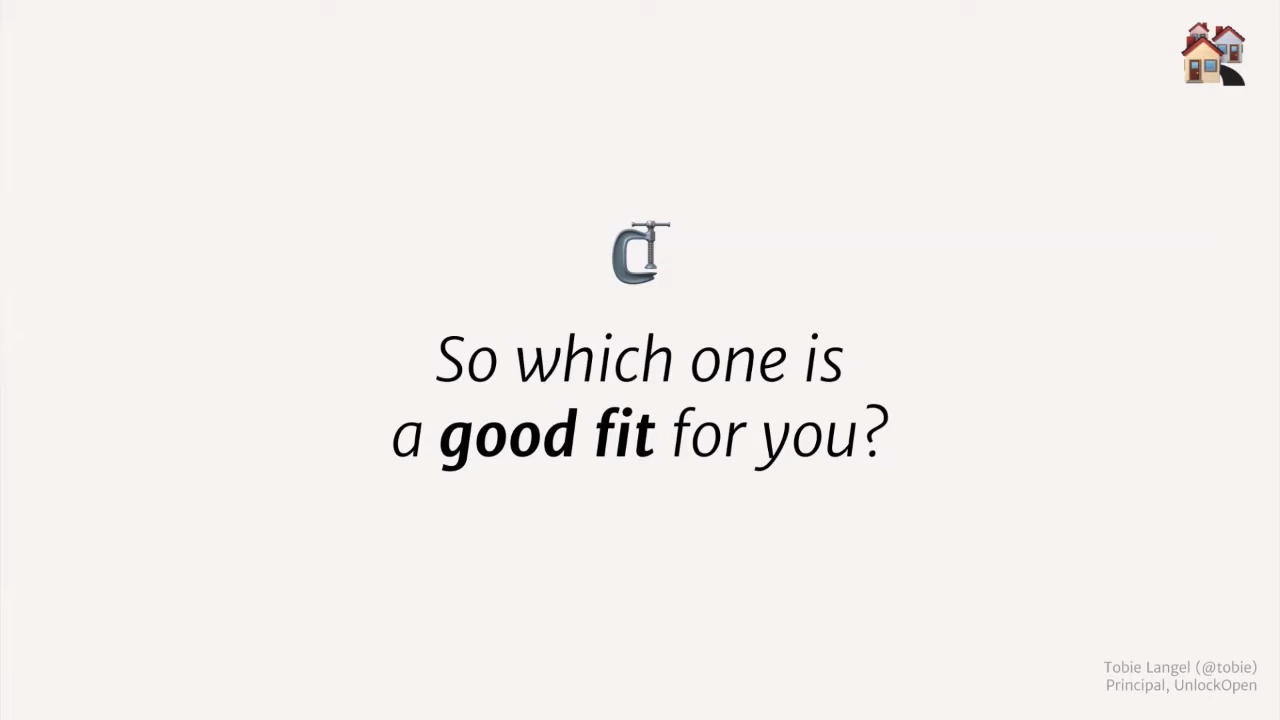 So which one is
a good fit for you?
Tobie Langel (@tobie)
Principal, UnlockOpen